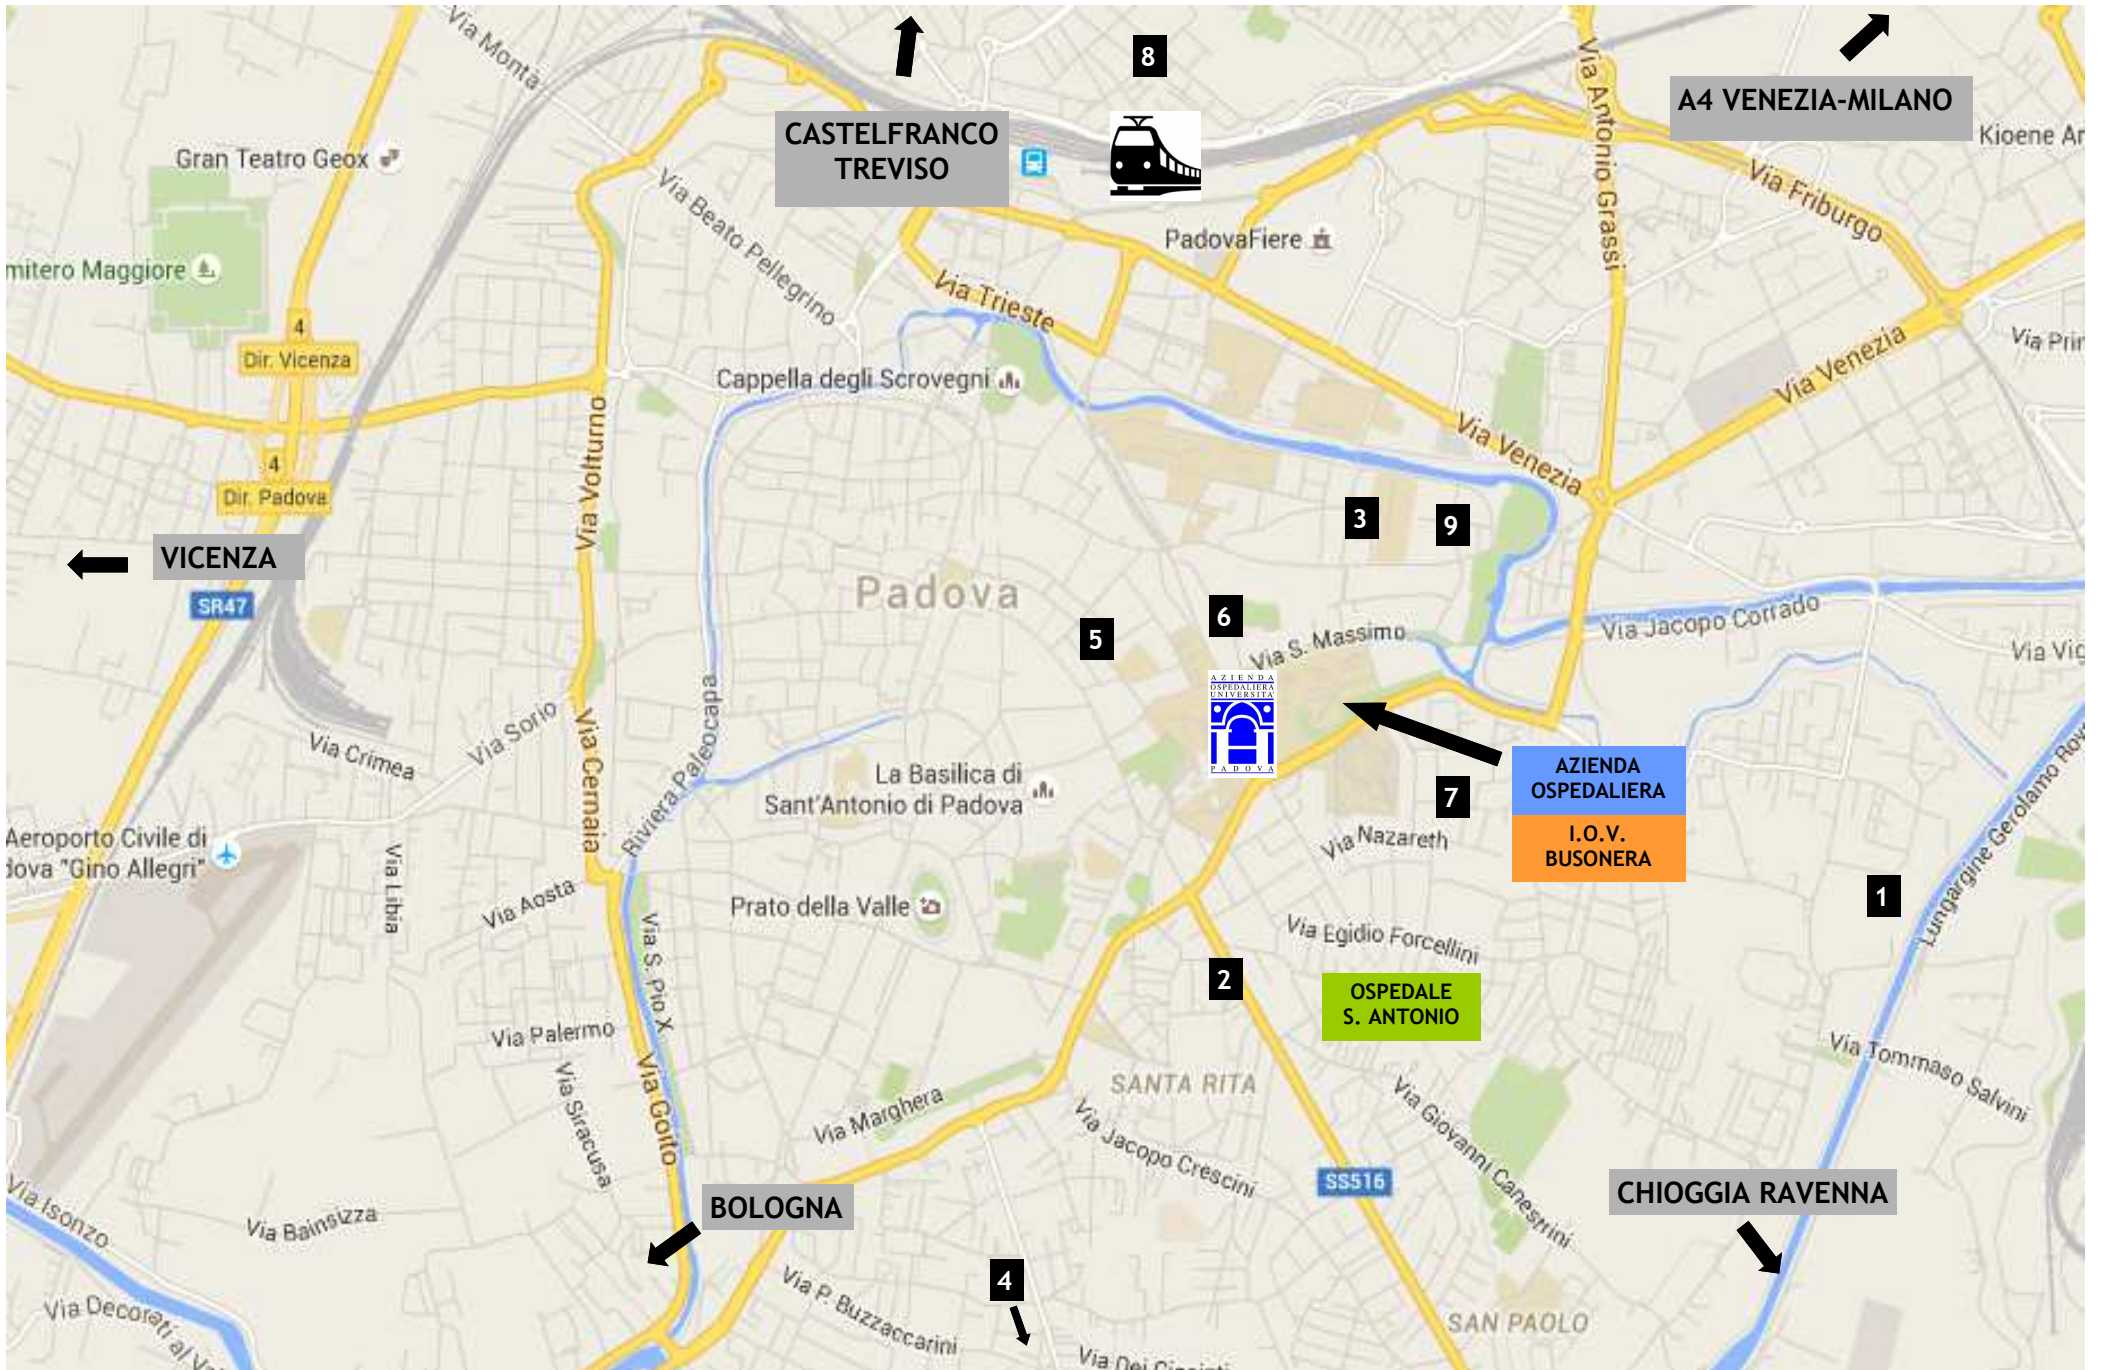 Via Montà
8
A4 VENEZIA-MILANO
Via Antonio Grassi
CASTELFRANCO
TREVISO
Kioene Ar
Gran Teatro Geox
Via Beato Pellegrino
Via Friburgo
PadovaFiere
mitero Maggiore
Via Trieste
4
Dir. Vicenza
Via Venezia
Via Prin
Cappella degli Scrovegni
Via Volturno
Via Venezia
4
Dir. Padova
3
9
VICENZA
SR47
Padova
6
5
Via S. Massimo
Via Jacopo Corrado
Via Vig
AZIENDA
OSPEDALIERA
UNIVERSITA'
PADOVA
Via Sorio
Via Crimea
Via Cernaia
Riviera Paleocapa
La Basilica di
Sant'Antonio di Padova
AZIENDA
OSPEDALIERA
I.O.V.
BUSONERA
7
Via Nazareth
Lungargine Gerolamo Rov
Aeroporto Civile di
dova "Gino Allegri"
Via Libia
Via Aosta
Prato della Valle
1
Via S. Pio X
Via Egidio Forcellini
2
OSPEDALE
S. ANTONIO
Via Palermo
Via Siracusa
Via Goito
Via Marghera
SANTA RITA
Via Jacopo Crescini
Via Giovanni Canestrini
Via Tommaso Salvini
SS516
CHIOGGIA RAVENNA
BOLOGNA
Via Isonzo
Via Bainsizza
4
Via P. Buzzaccarini
Via Decorati al Va
SAN PAOLO
Via Dei